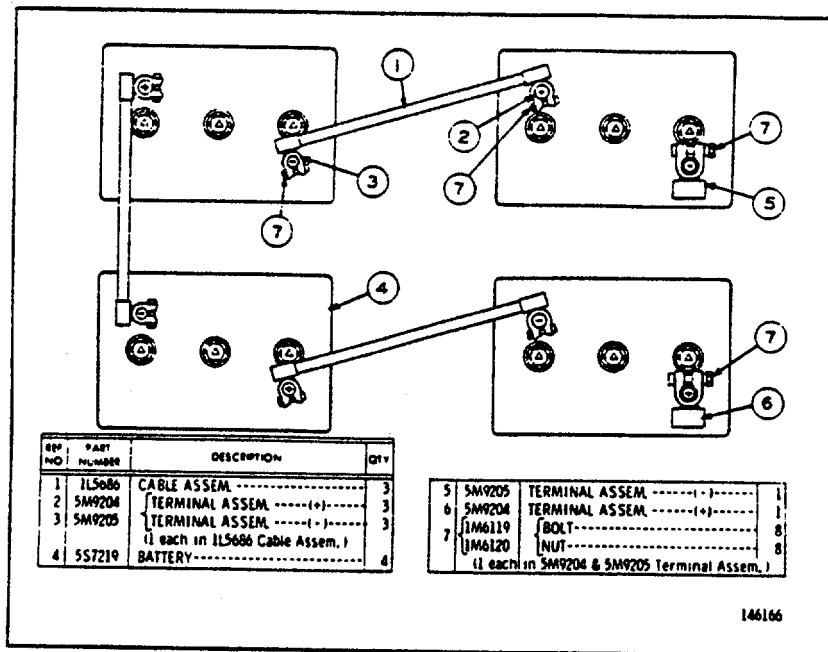 1
2
7
3
7
7
5
4
7
6
REF NO PART NUMBER DESCRIPTION QTY
1 1L5686 CABLE ASSEM. 3
2 5M9204 TERMINAL ASSEM. -----(+)----- 3
3 5M9205 TERMINAL ASSEM. -----(-)----- 3
(1 each in 1L5686 Cable Assem.)
4 5S7219 BATTERY 4
5 5M9205 TERMINAL ASSEM. -----(-)----- 1
6 5M9204 TERMINAL ASSEM. -----(+)----- 1
7 1M6119 BOLT 8
1M6120 NUT 8
(1 each in 5M9204 & 5M9205 Terminal Assem.)
146166